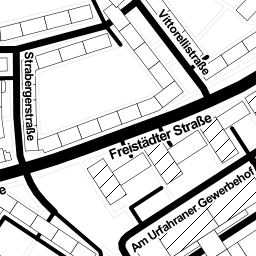 Vittorellistraße
Strabergerstraße
Freistädter Straße
Am Urfahraner Gewerbehof
e